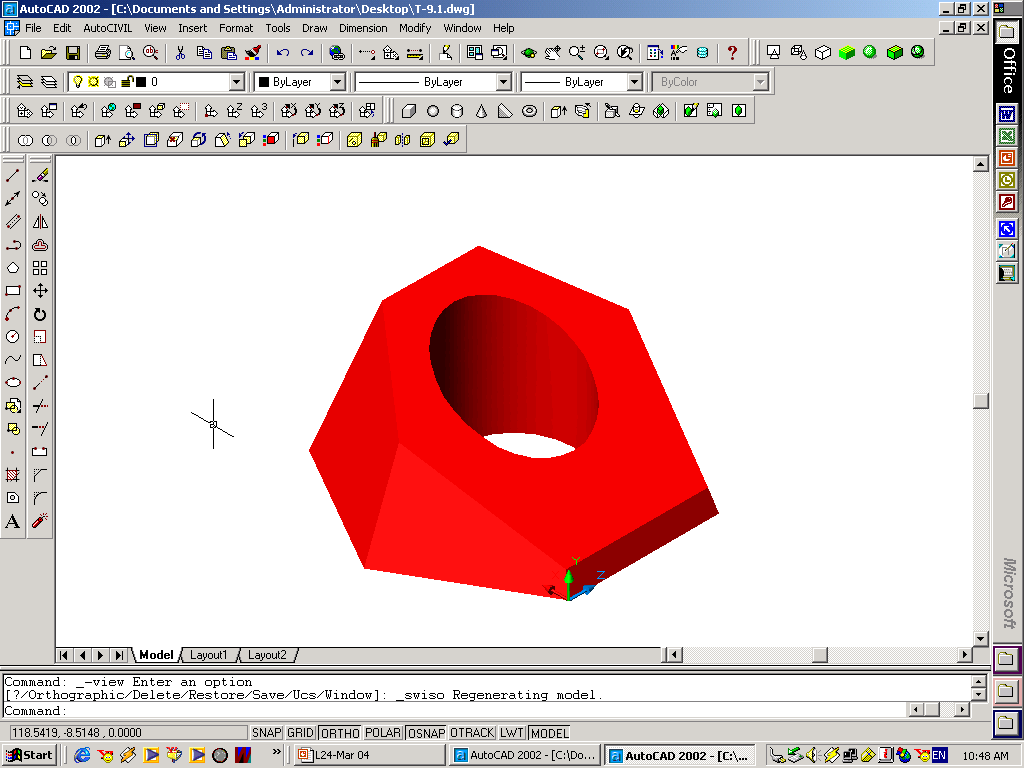 AutoCAD 2002 - [C:\Documents and Settings\Administrator\Desktop\T-9.1.dwg]
File Edit AutoCIVIL View Insert Format Tools Draw Dimension Modify Window Help
0 ByLayer ByLayer ByLayer ByColor
Office
Microsoft
Y
Z
Model Layout1 Layout2
Command: _-view Enter an option
[?/Orthographic/Delete/Restore/Save/Ucs/Window]: _swiso Regenerating model.
Command:
118.5419, -8.5148 , 0.0000 SNAP GRID ORTHO POLAR OSNAP OTRACK LWT MODEL
Start » L24-Mar 04 AutoCAD 2002 - [C:\Do... AutoCAD 2002 - [C:\... EN 10:48 AM